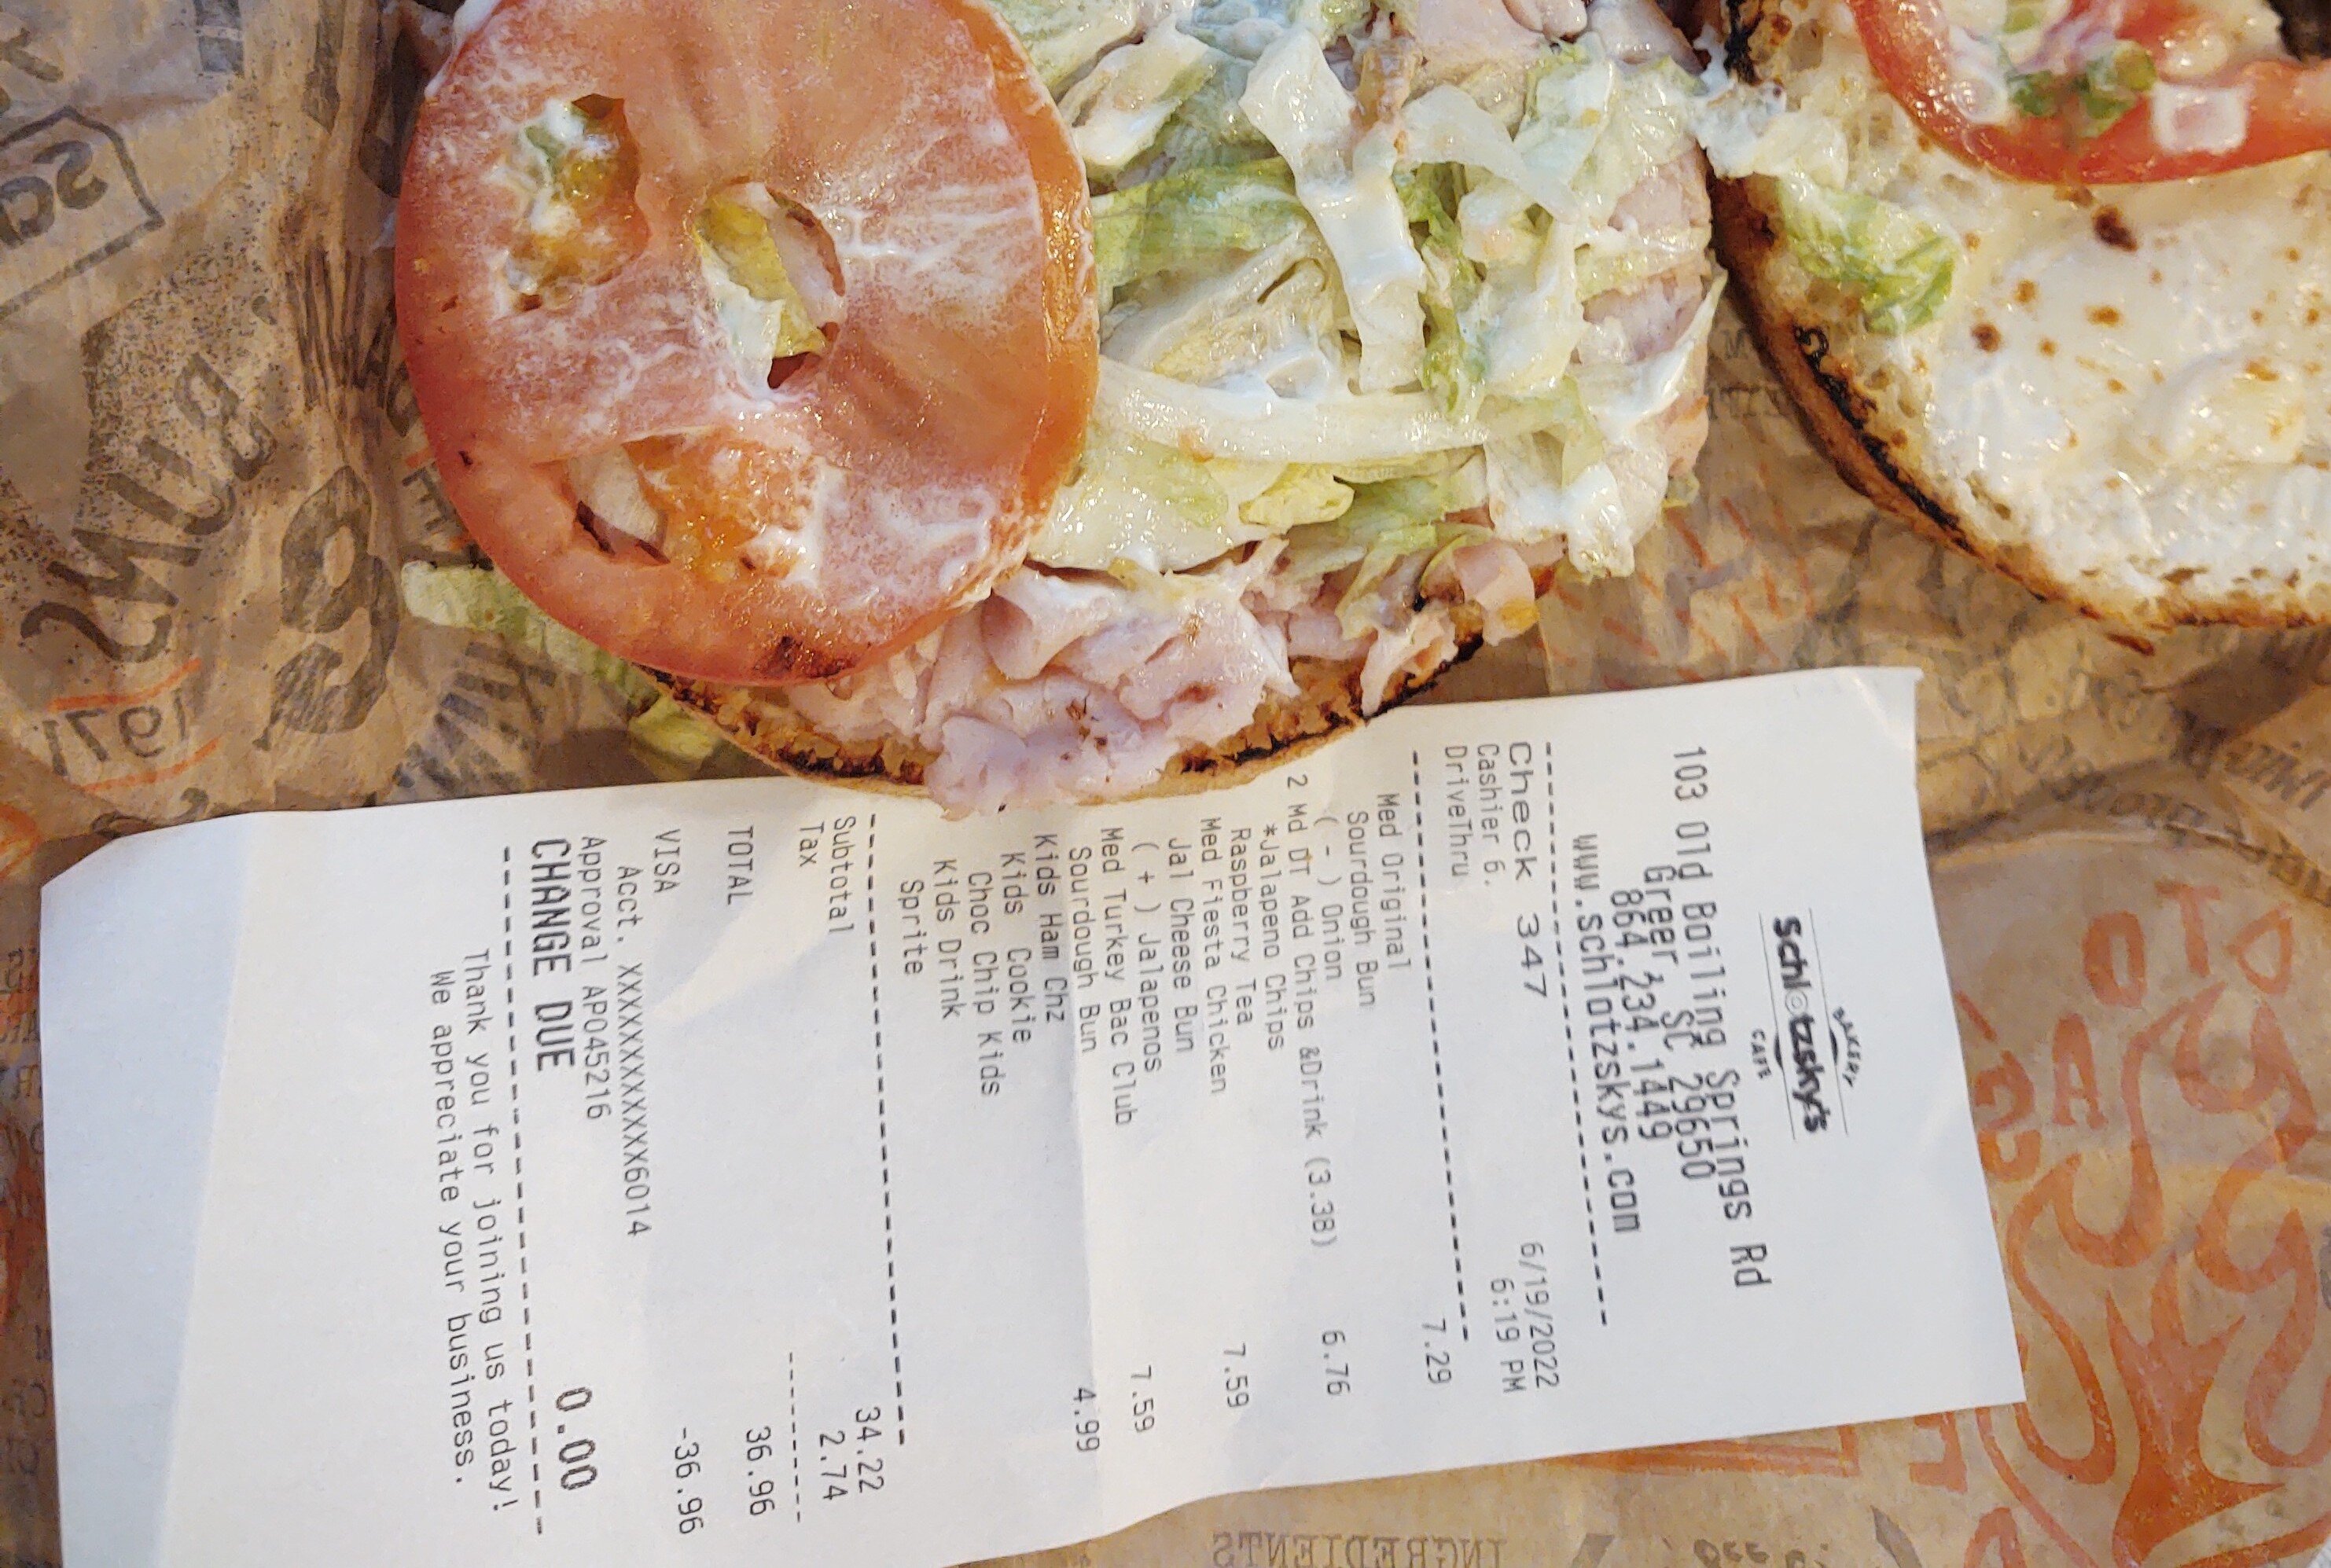 BAKERY
schlotzsky's
CAFE
103 Old Boiling Springs Rd
Greer, SC 29650
864.234.1449
www.schlotzskys.com
Check 347 6/19/2022
Cashier 6. 6:19 PM
DriveThru
Med Original 7.29
Sourdough Bun
( - ) Onion
2 Md DT Add Chips &Drink (3.38) 6.76
*Jalapeno Chips
Raspberry Tea
Med Fiesta Chicken 7.59
Jal Cheese Bun
( + ) Jalapenos
Med Turkey Bac Club 7.59
Sourdough Bun
Kids Ham Chz 4.99
Kids Cookie
Choc Chip Kids
Kids Drink
Sprite
Subtotal 34.22
Tax 2.74
TOTAL 36.96
VISA -36.96
Acct. XXXXXXXXXXXX6014
Approval AP045216
CHANGE DUE 0.00
Thank you for joining us today!
We appreciate your business.
1971
BUNS
INGREDIENTS